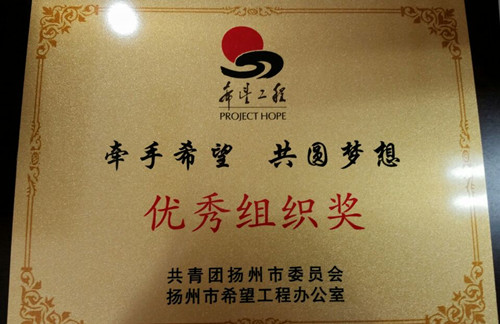 希望工程
PROJECT HOPE
牵手希望 共圆梦想
优秀组织奖
共青团扬州市委员会
扬州市希望工程办公室